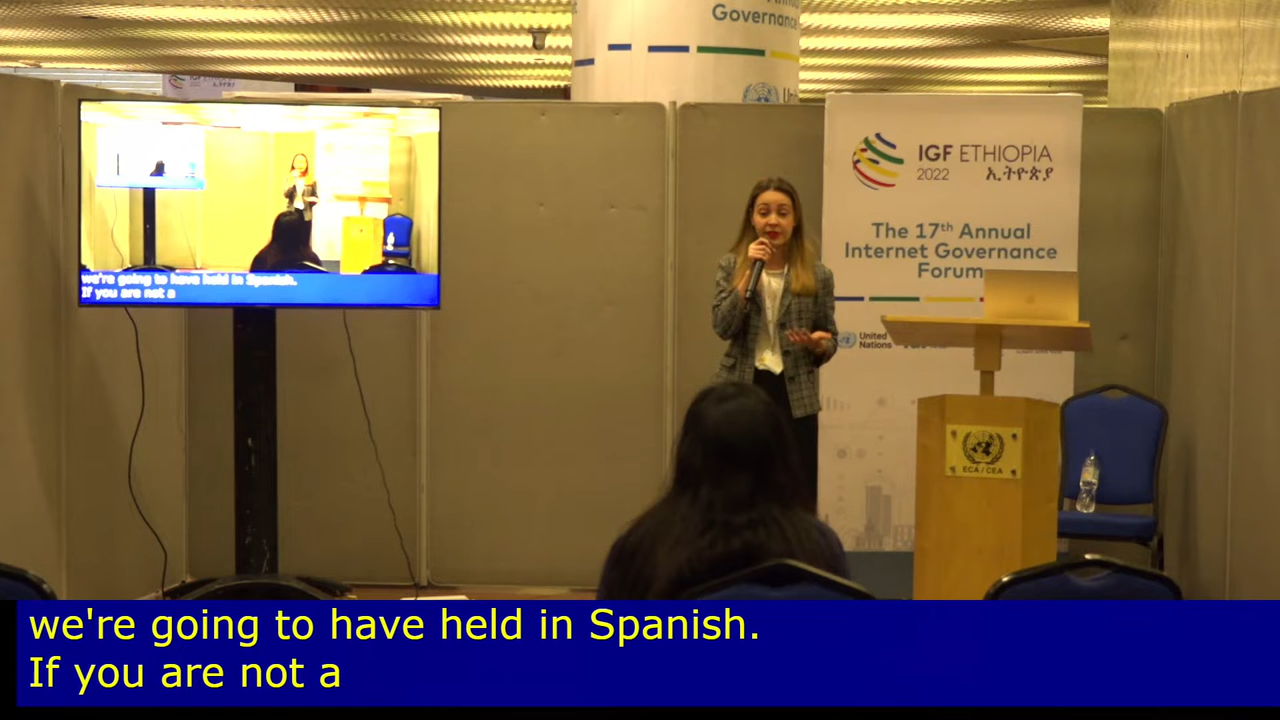 Annual
Governance
IGF
IGF ETHIOPIA
2022 ኢትዮጵያ
The 17th Annual
Internet Governance
Forum
United
Nations
ECA / CEA
we're going to have held in Spanish.
If you are not a
we're going to have held in Spanish.
If you are not a